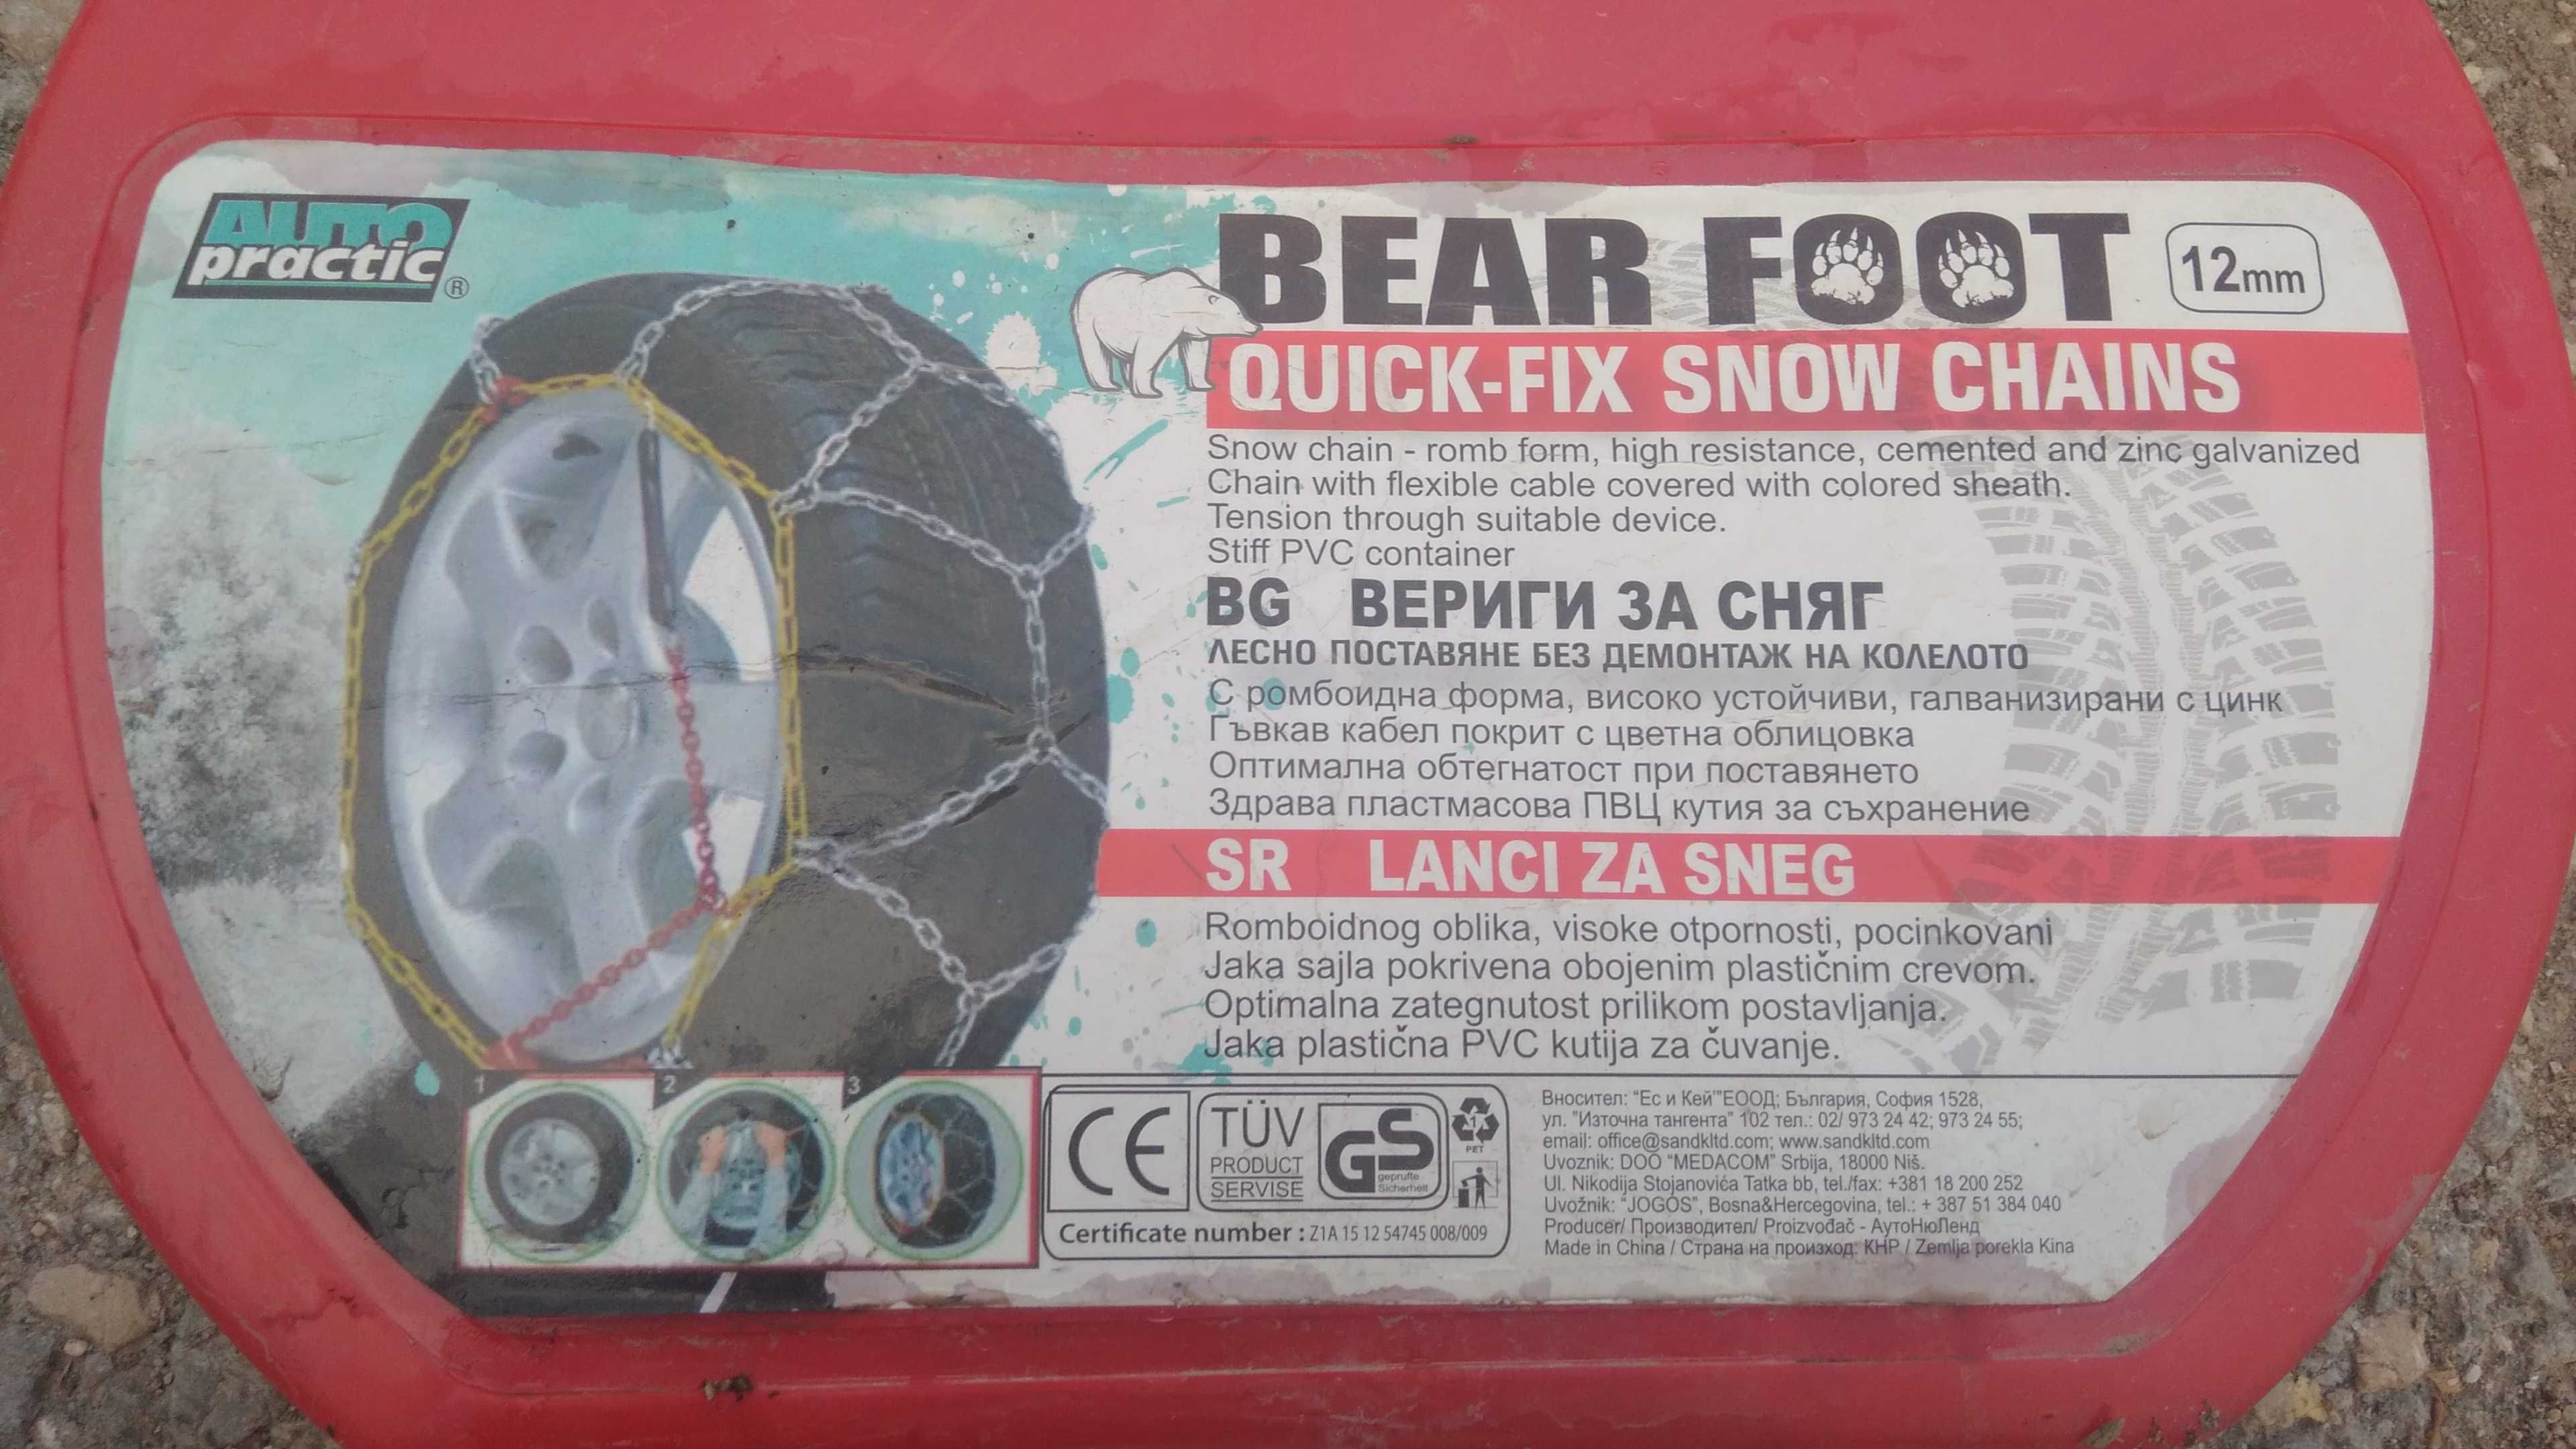 AUTO
practic®
BEAR FOOT 12mm
QUICK-FIX SNOW CHAINS
Snow chain - romb form, high resistance, cemented and zinc galvanized
Chain with flexible cable covered with colored sheath.
Tension through suitable device.
Stiff PVC container
BG ВЕРИГИ ЗА СНЯГ
ЛЕСНО ПОСТАВЯНЕ БЕЗ ДЕМОНТАЖ НА КОЛЕЛОТО
С ромбоидна форма, високо устойчиви, галванизирани с цинк
Гъвкав кабел покрит с цветна облицовка
Оптимална обтегнатост при поставянето
Здрава пластмасова ПВЦ кутия за съхранение
SR LANCI ZA SNEG
Romboidnog oblika, visoke otpornosti, pocinkovani
Jaka sajla pokrivena obojenim plastičnim crevom.
Optimalna zategnutost prilikom postavljanja.
Jaka plastična PVC kutija za čuvanje.
1 2 3
CE
TÜV
PRODUCT
SERVISE
GS
geprufte
Sicherheit
1
PET
Certificate number : Z1A 15 12 54745 008/009
Вносител: "Ес и Кей"ЕООД; България, София 1528,
ул. "Източна тангента" 102 тел.: 02/ 973 24 42; 973 24 55;
email: office@sandkltd.com; www.sandkltd.com
Uvoznik: DOO "MEDACOM" Srbija, 18000 Niš.
Ul. Nikodija Stojanovića Tatka bb, tel./fax: +381 18 200 252
Uvožnik: "JOGOS", Bosna&Hercegovina, tel.: + 387 51 384 040
Producer/ Производител/ Proizvođač - АутоНюЛенд
Made in China / Страна на произход: КНР / Zemlja porekla Kina